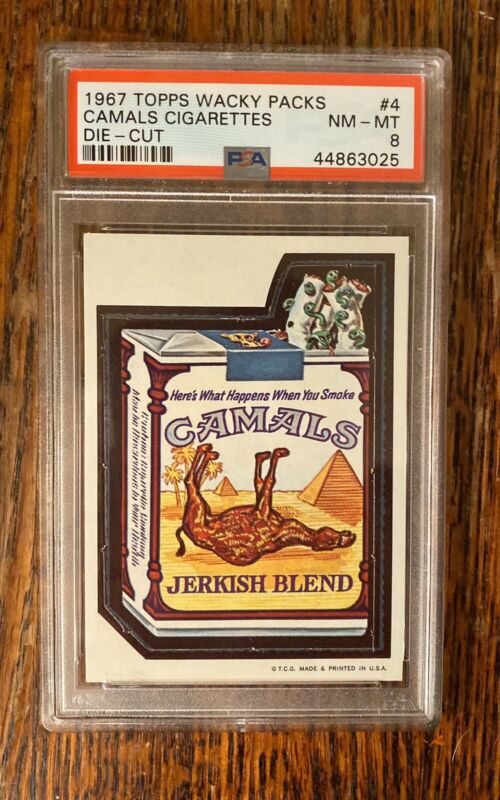 1967 TOPPS WACKY PACKS #4
CAMALS CIGARETTES NM – MT
DIE – CUT 8
PSA 44863025
Here's What Happens When You Smoke
CAMALS
JERKISH BLEND
© T.C.G. MADE & PRINTED IN U.S.A.